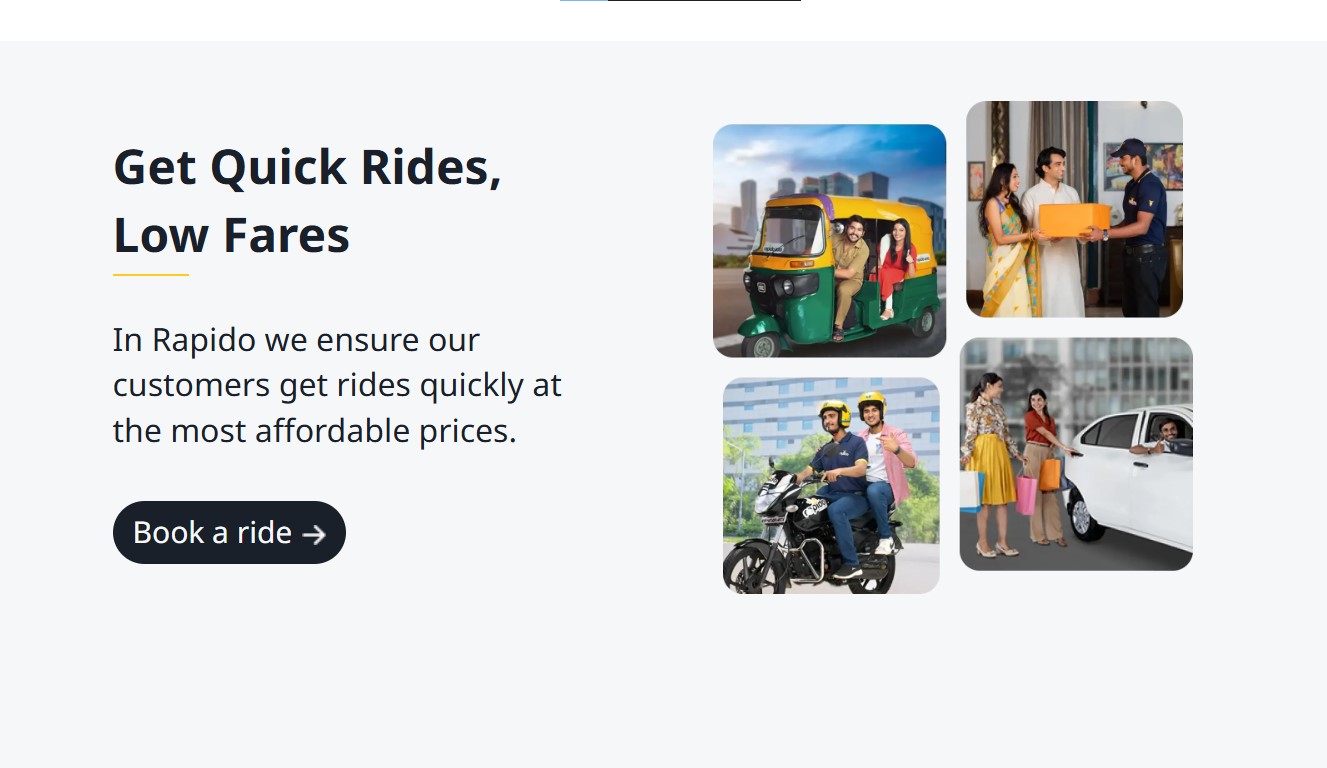 Get Quick Rides,
Low Fares
In Rapido we ensure our
customers get rides quickly at
the most affordable prices.
Book a ride